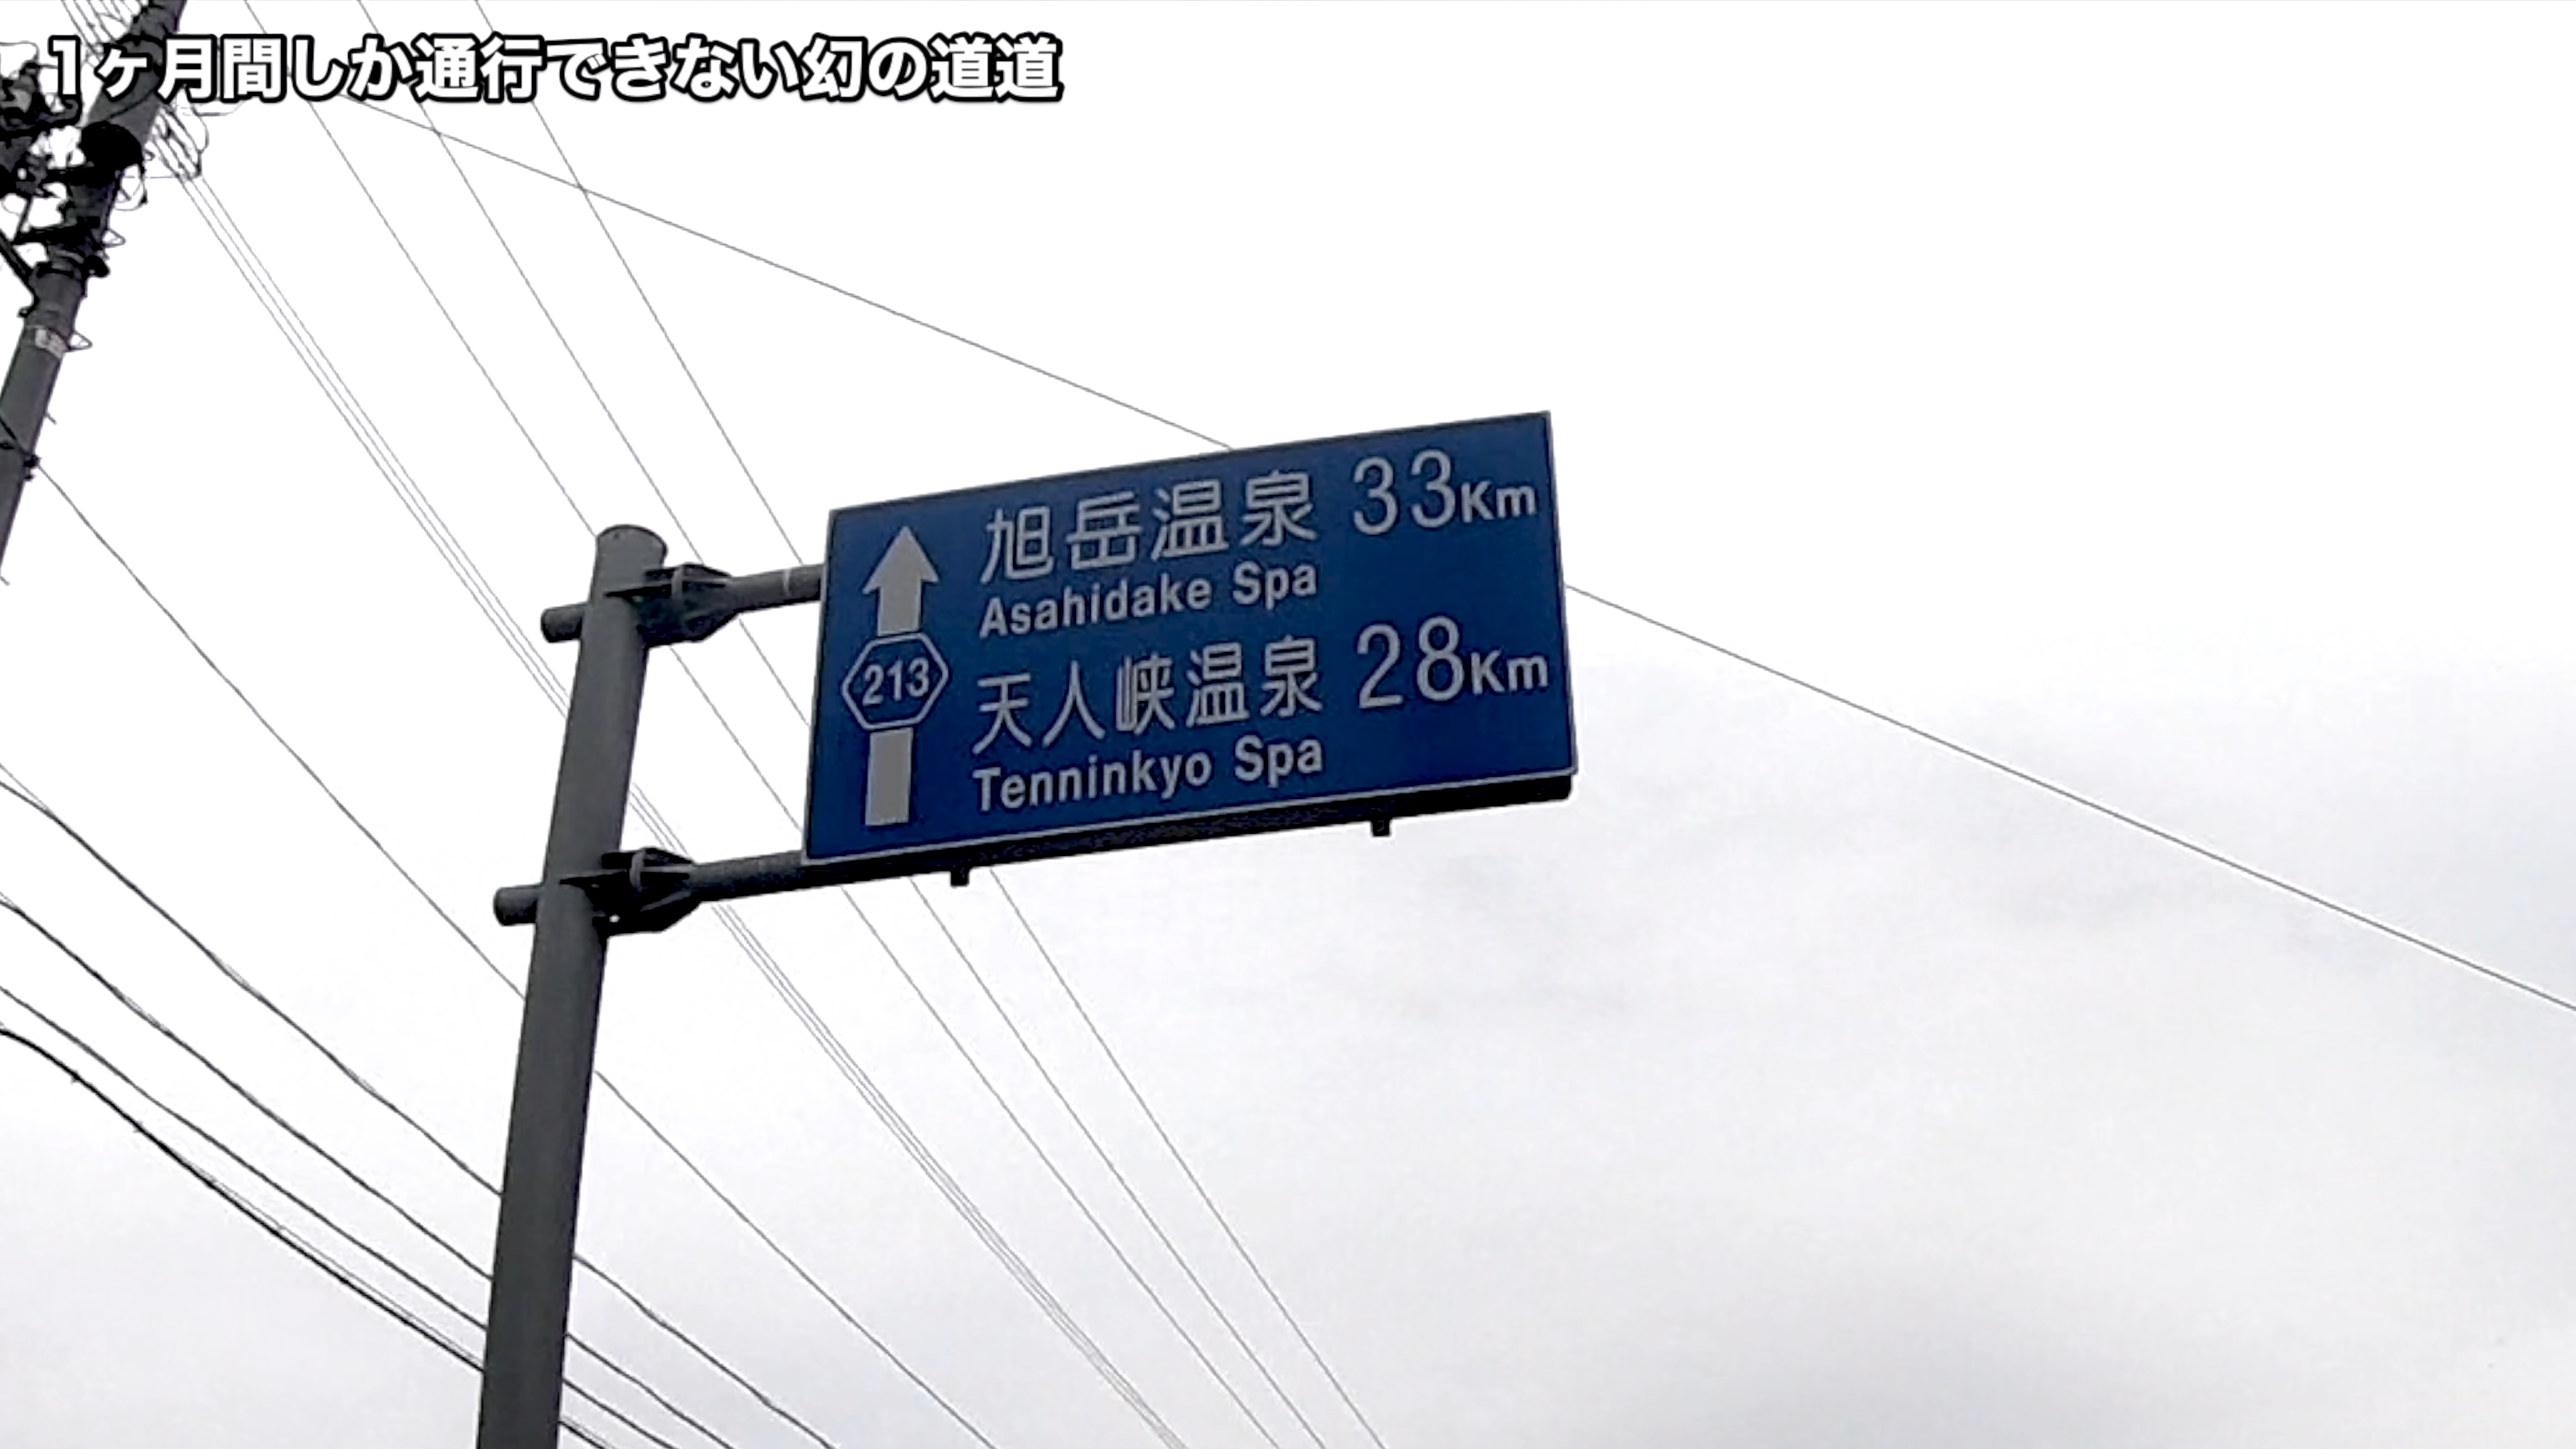 1ヶ月間しか通行できない幻の道道
旭岳温泉 33Km
Asahidake Spa
213
天人峡温泉 28Km
Tenninkyo Spa